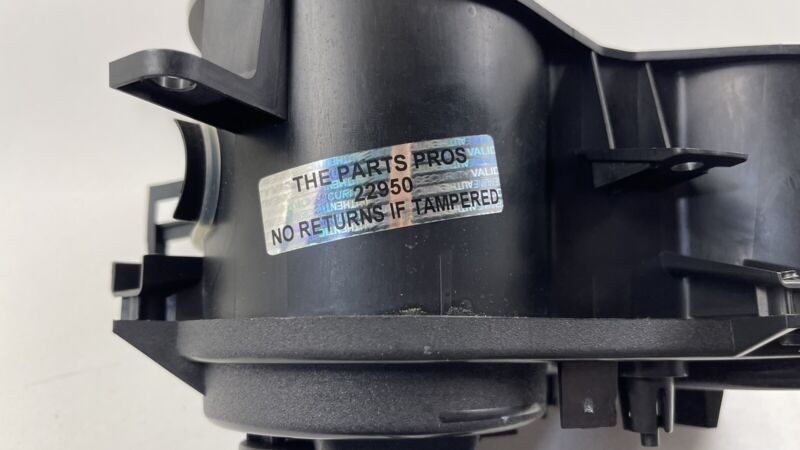 THE PARTS PROS
22950
NO RETURNS IF TAMPERED